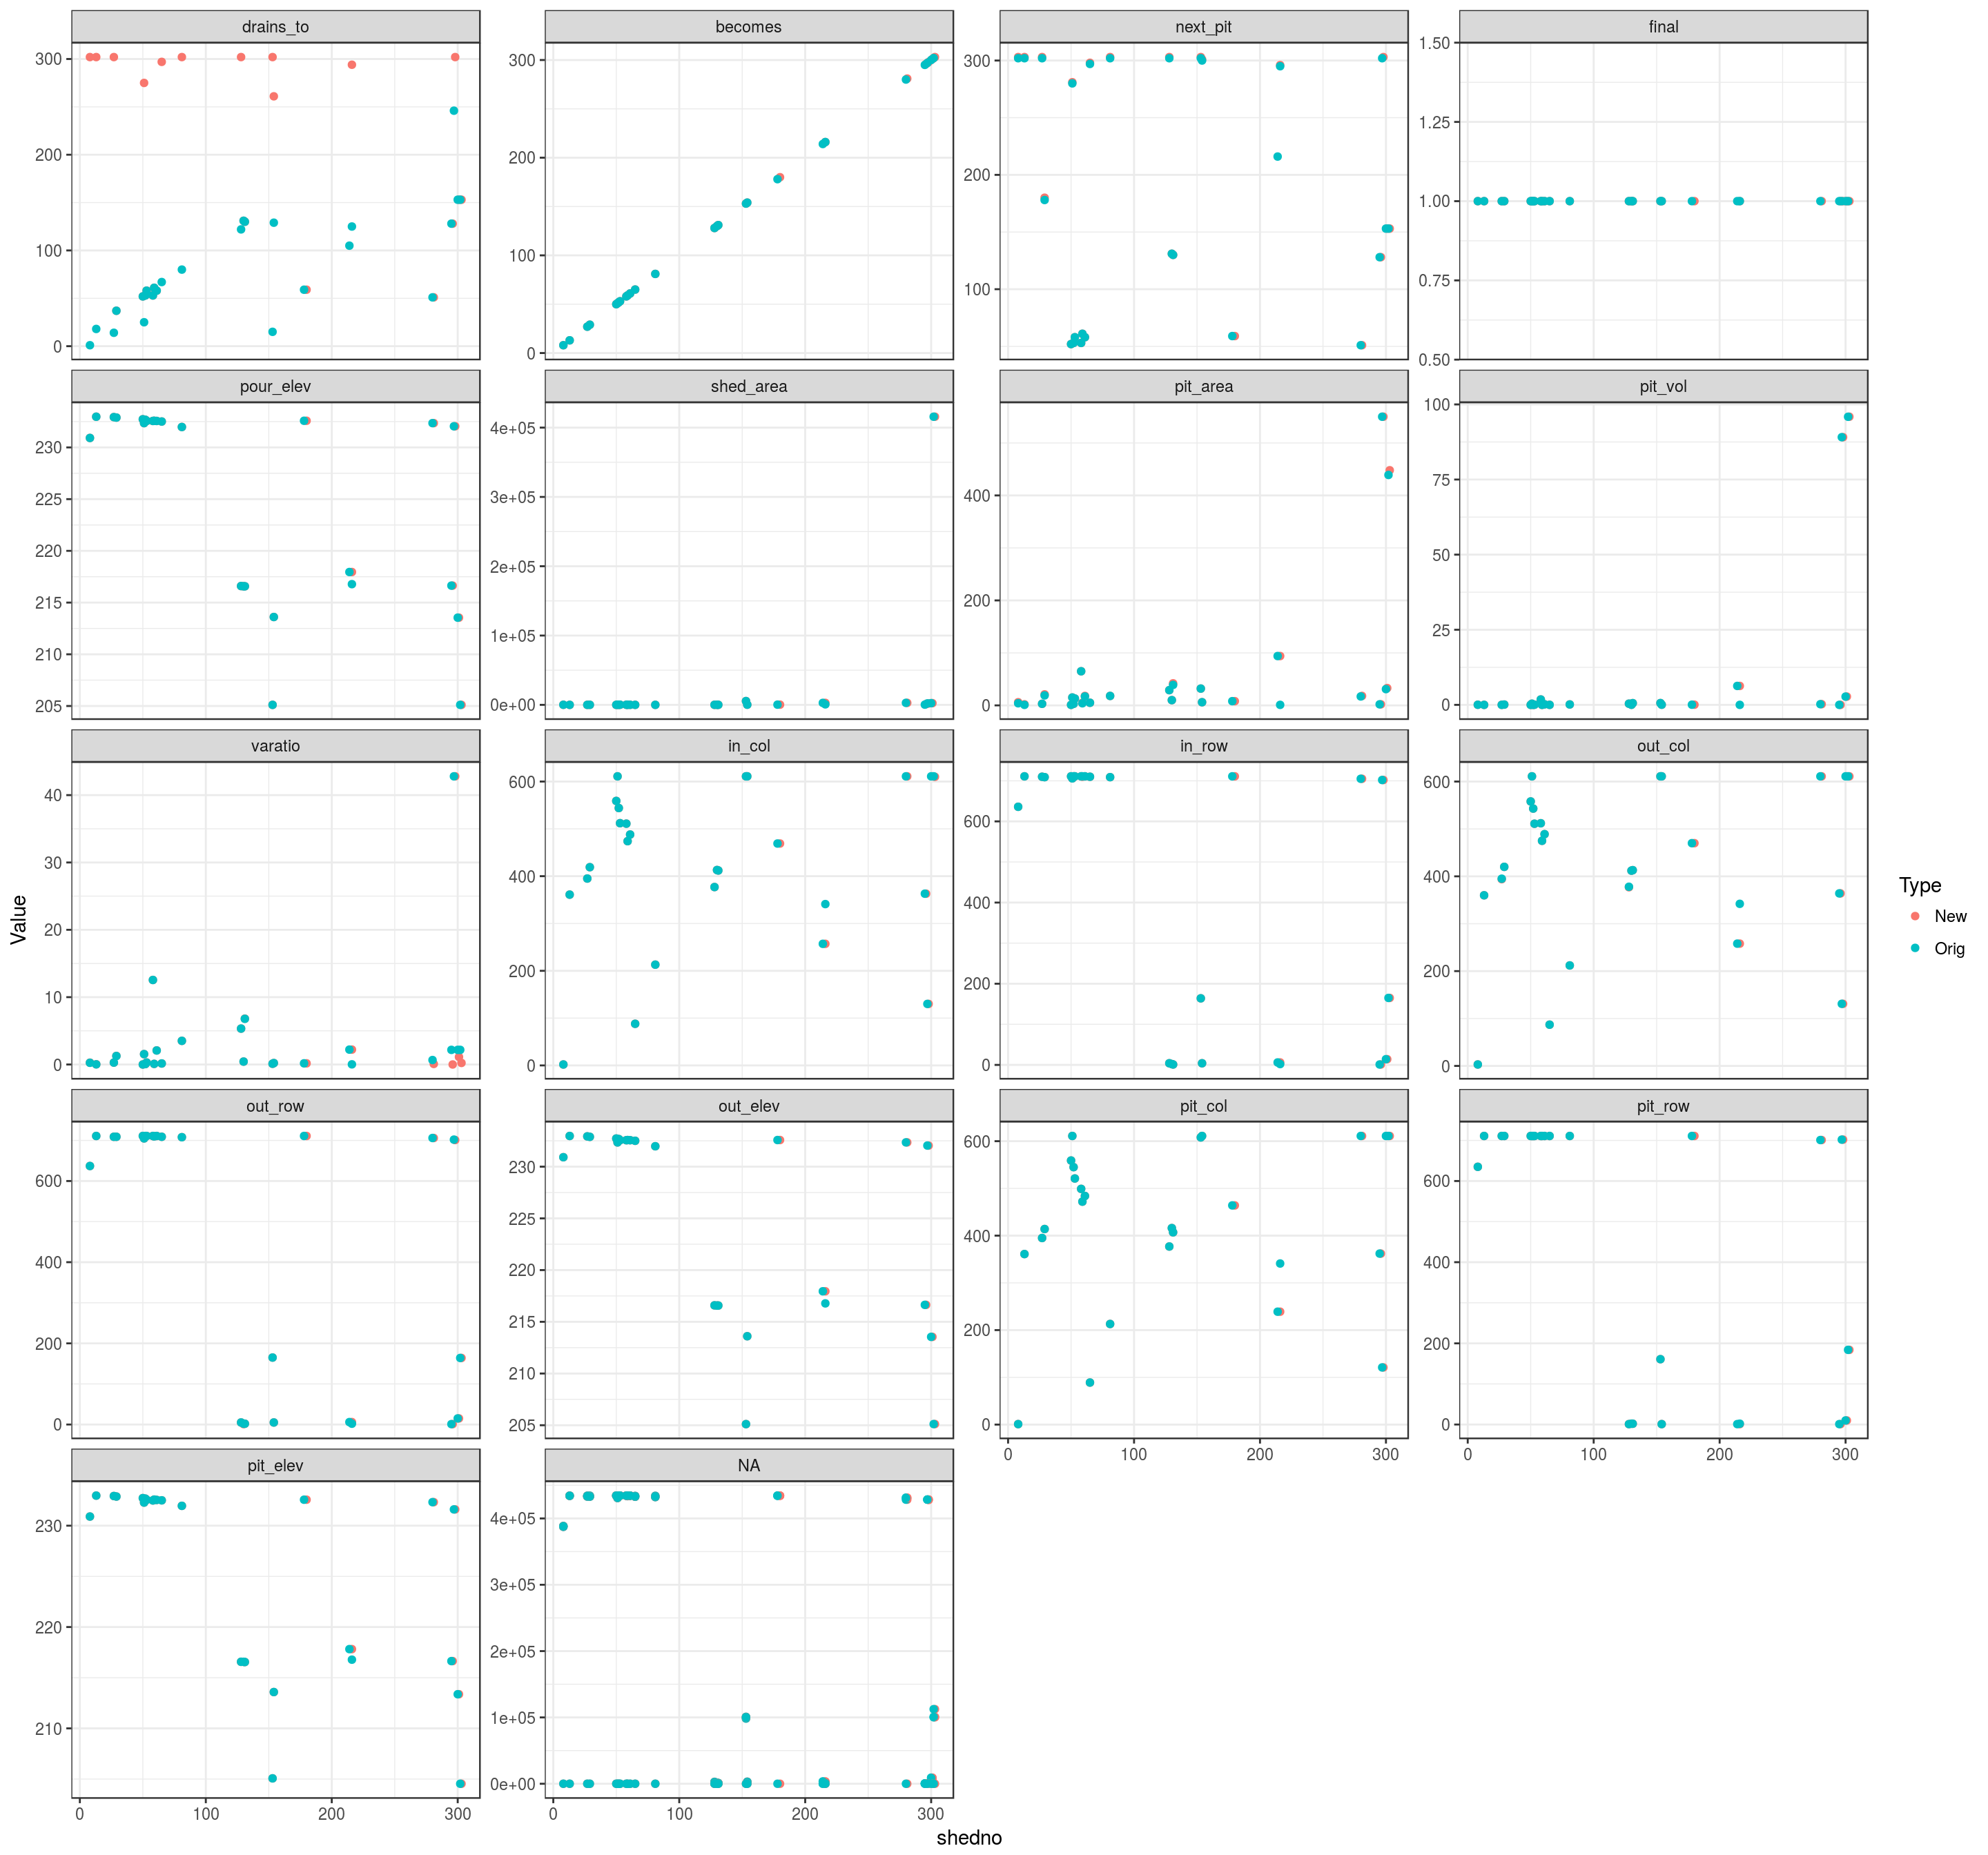 drains_to becomes next_pit final
300 200 100 0
300 200 100 0
300 200 100
1.50 1.25 1.00 0.75 0.50
pour_elev shed_area pit_area pit_vol
230 225 220 215 210 205
4e+05 3e+05 2e+05 1e+05 0e+00
400 200 0
100 75 50 25 0
varatio in_col in_row out_col
40 30 20 10 0
600 400 200 0
600 400 200 0
600 400 200 0
out_row out_elev pit_col pit_row
600 400 200 0
230 225 220 215 210 205
600 400 200 0
600 400 200 0
0 100 200 300
0 100 200 300
pit_elev NA
230 220 210
4e+05 3e+05 2e+05 1e+05 0e+00
0 100 200 300
0 100 200 300
shedno
Value
Type
New
Orig